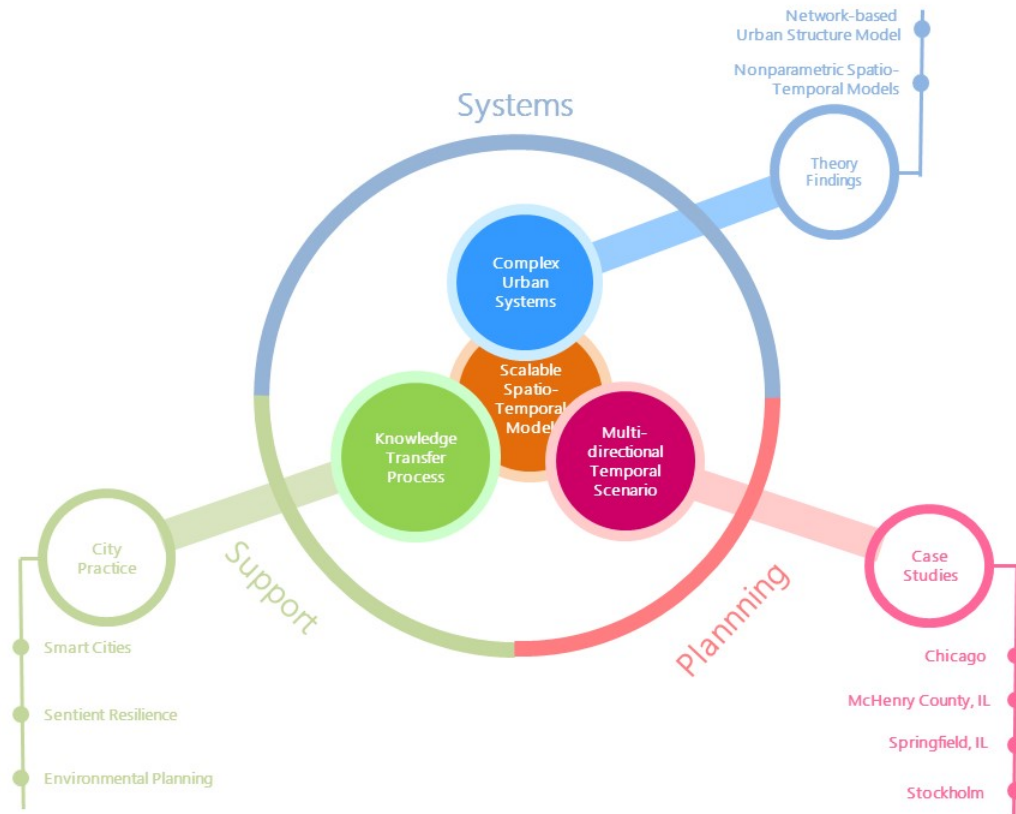 Network-based
Urban Structure Model
Nonparametric Spatio-
Temporal Models
Systems
Theory
Findings
Complex
Urban
Systems
Scalable
Spatio-
Temporal
Model
Knowledge
Transfer
Process
Multi-
directional
Temporal
Scenario
City
Practice
Support
Plannning
Case
Studies
Smart Cities
Sentient Resilience
Environmental Planning
Chicago
McHenry County, IL
Springfield, IL
Stockholm